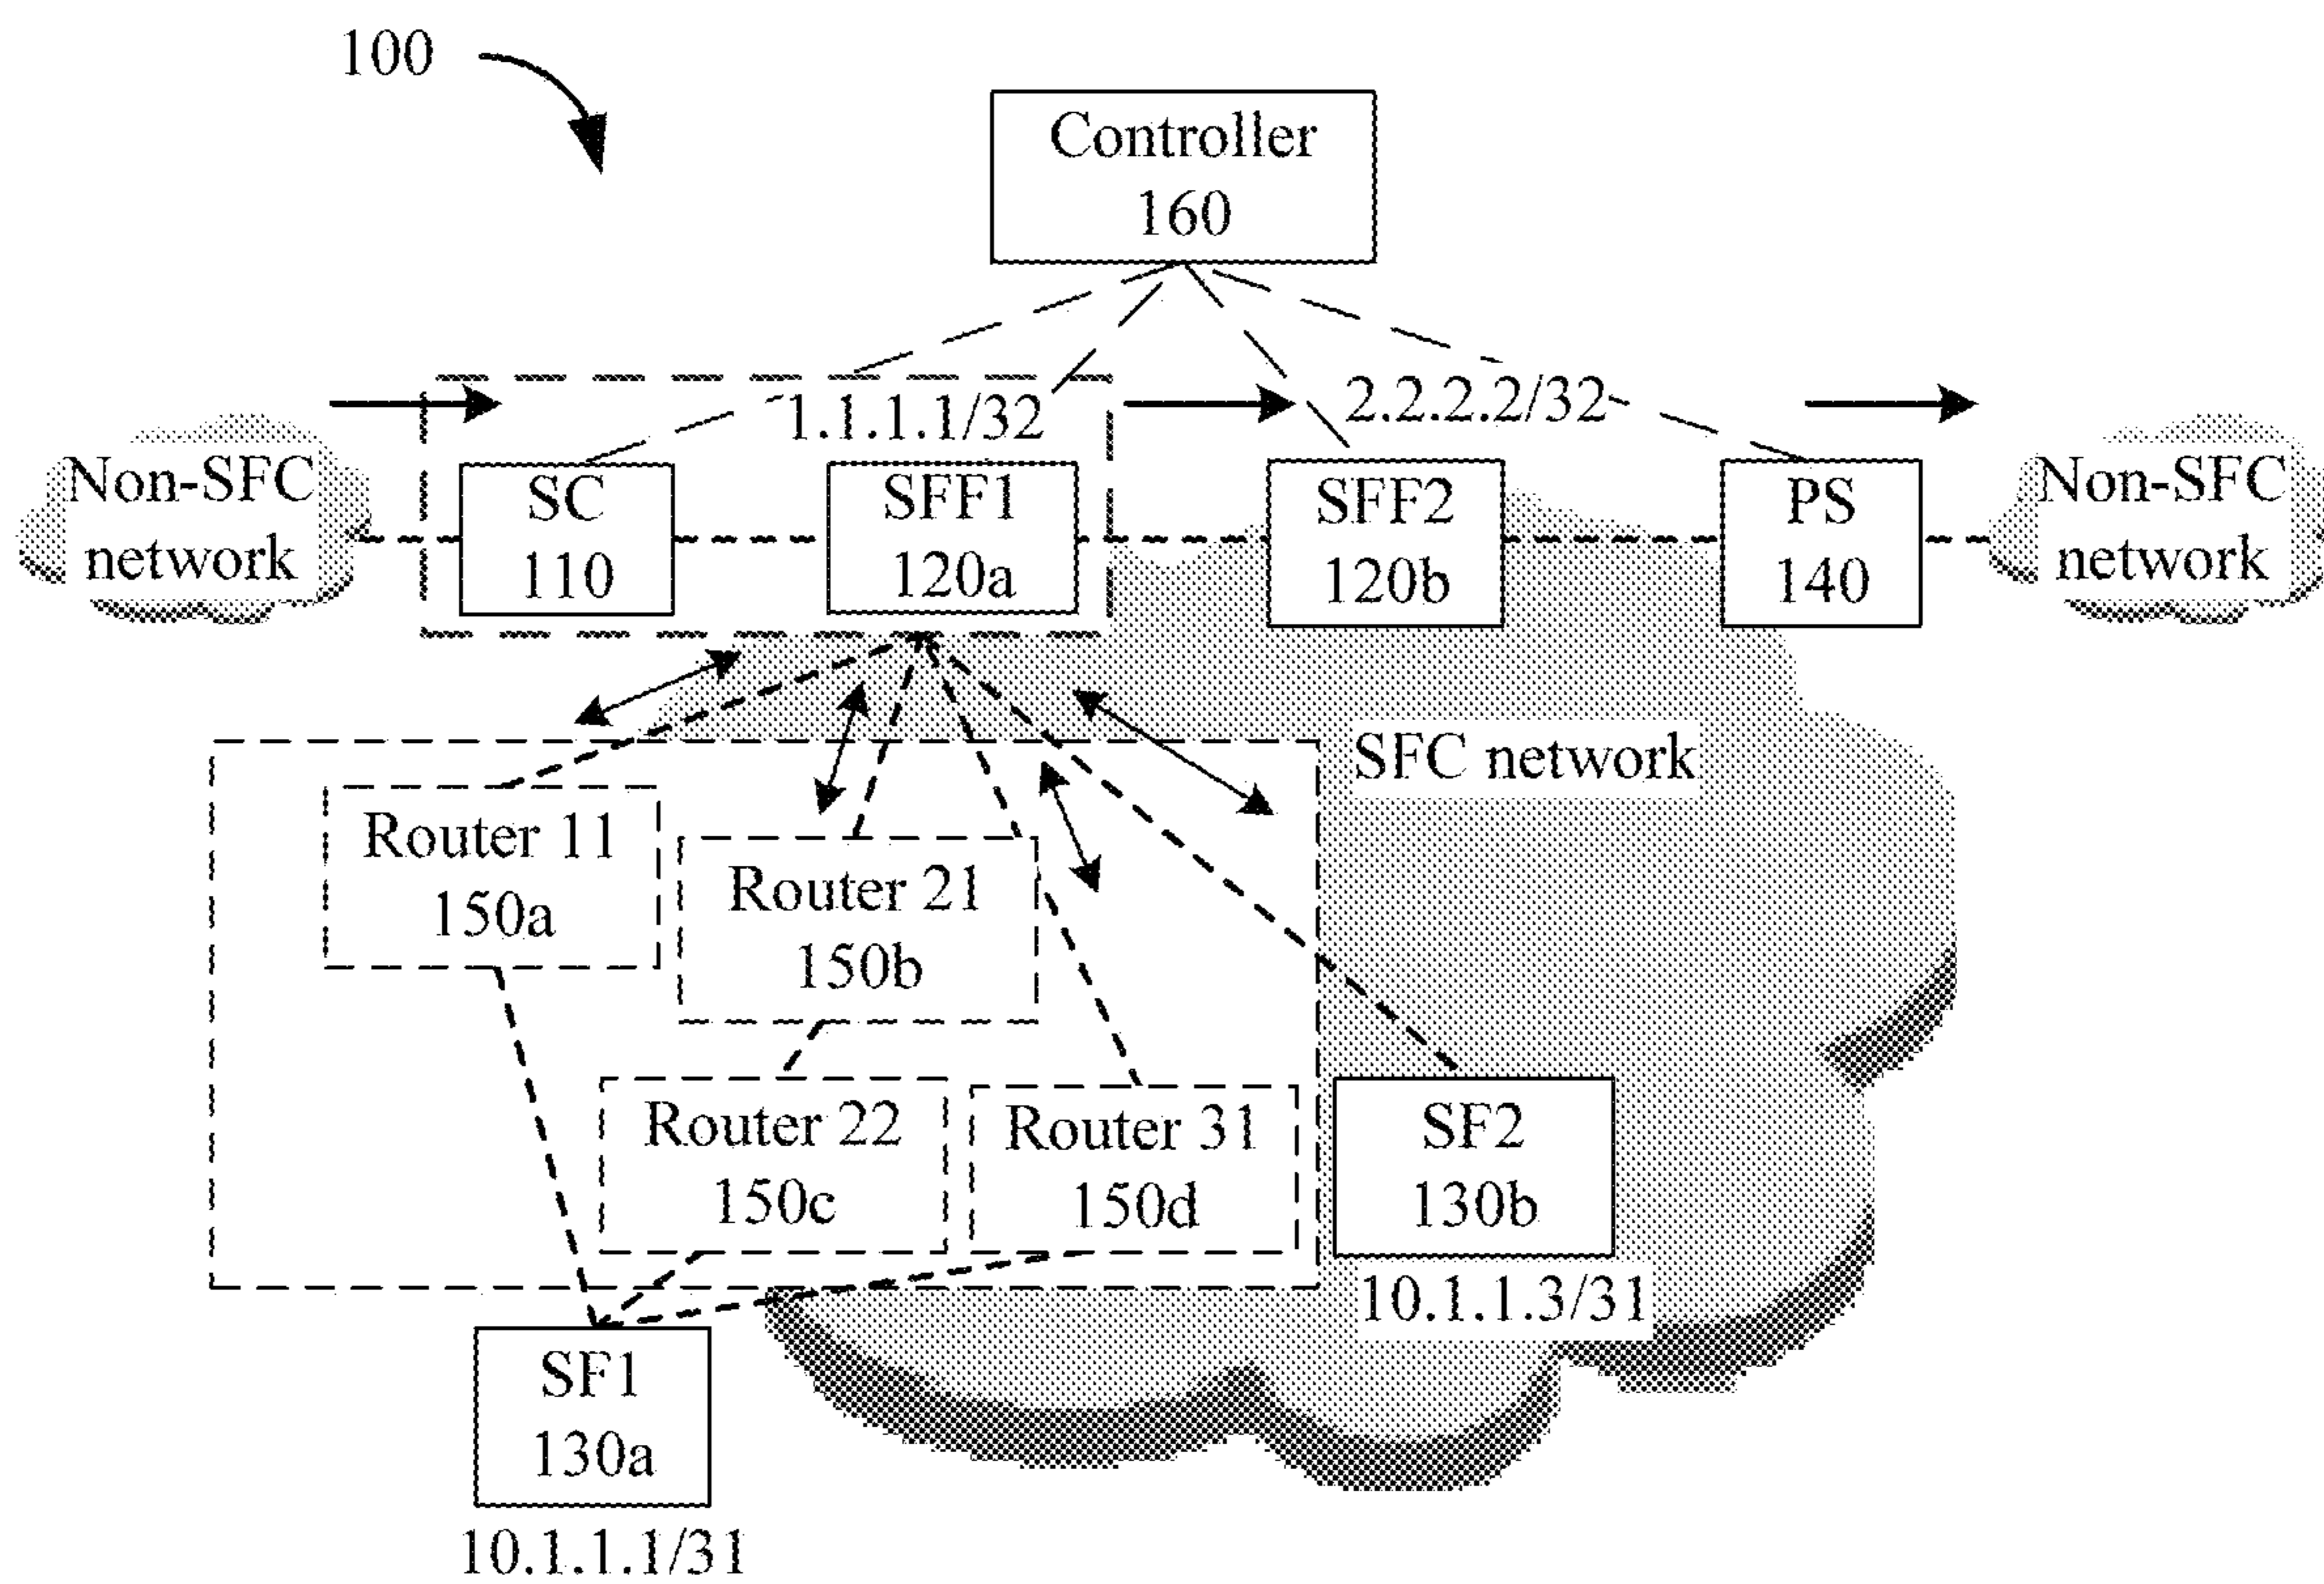 100
Controller
160
1.1.1.1/32
2.2.2.2/32
Non-SFC
network
SC
110
SFF1
120a
SFF2
120b
PS
140
Non-SFC
network
SFC network
Router 11
150a
Router 21
150b
Router 22
150c
Router 31
150d
SF2
130b
10.1.1.3/31
SF1
130a
10.1.1.1/31